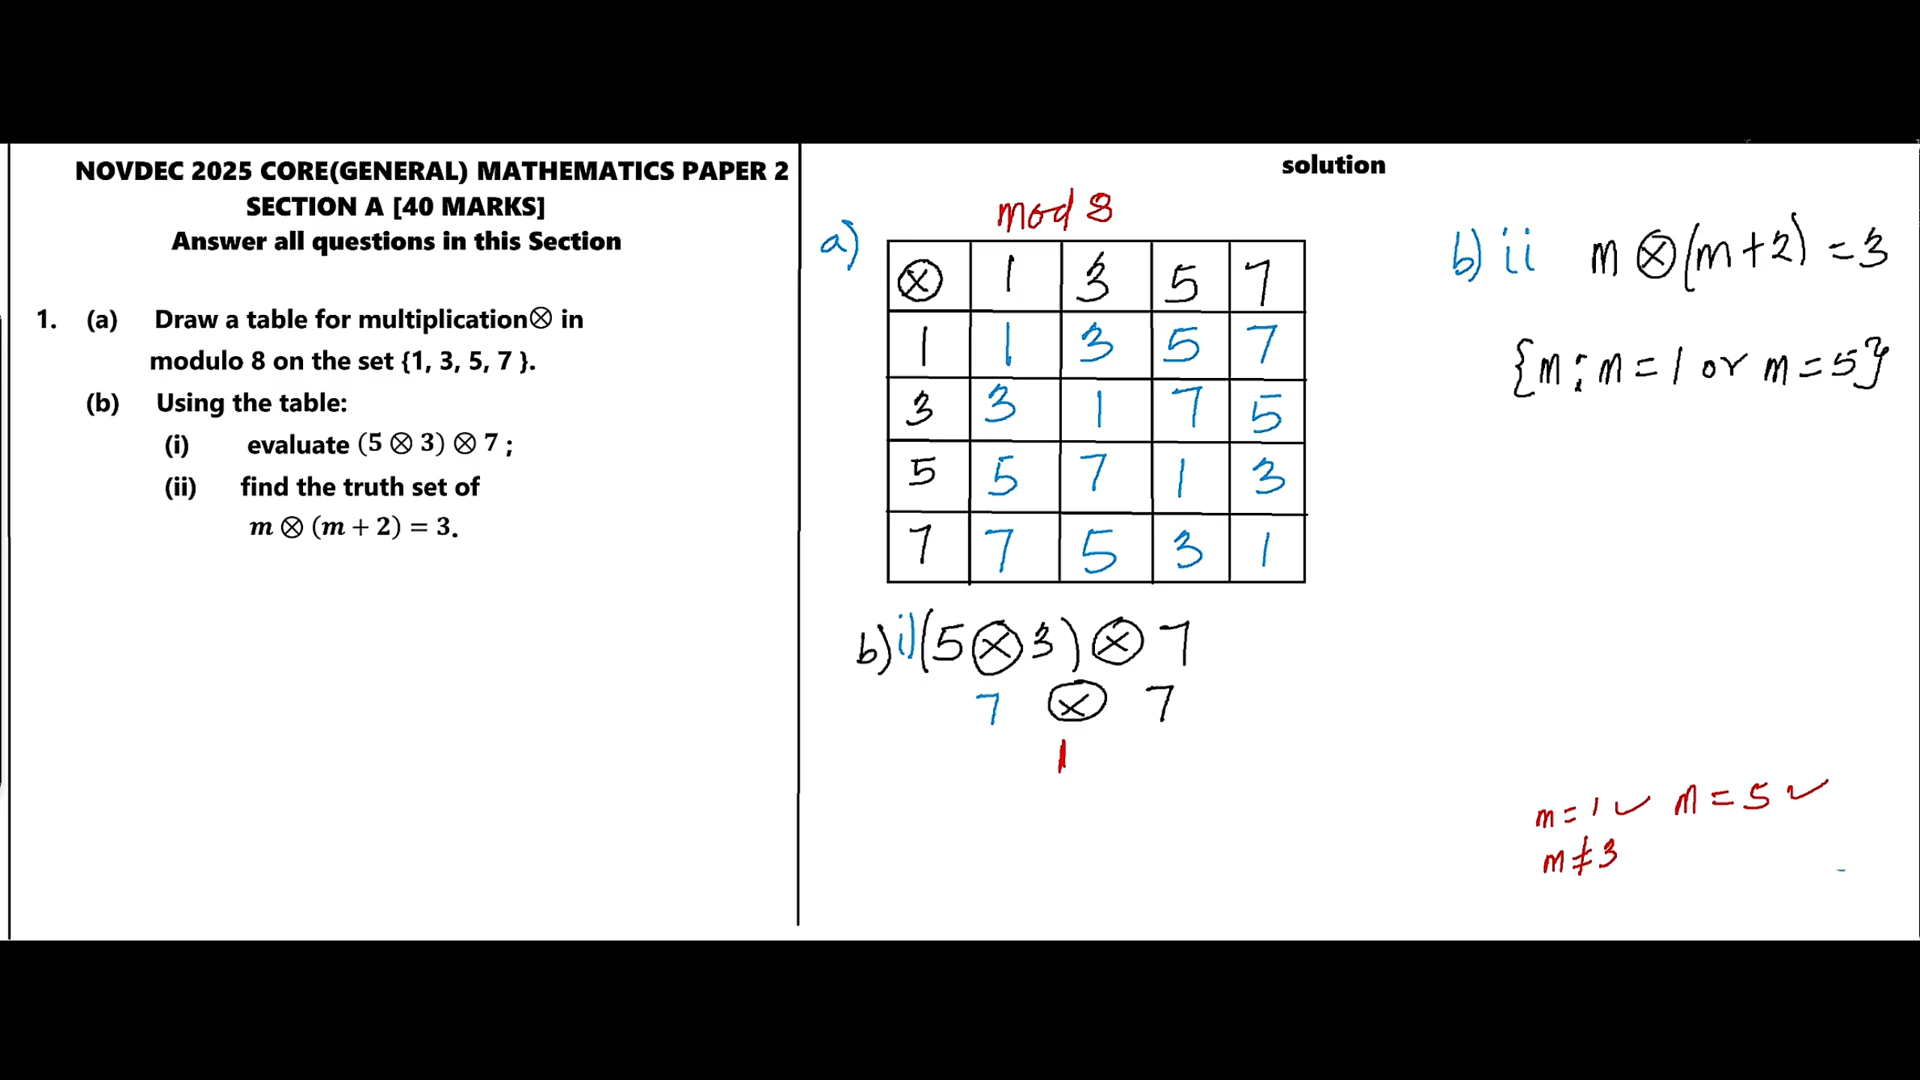 NOVDEC 2025 CORE(GENERAL) MATHEMATICS PAPER 2
SECTION A [40 MARKS]
Answer all questions in this Section
1. (a) Draw a table for multiplication⊗ in
modulo 8 on the set {1, 3, 5, 7 }.
(b) Using the table:
(i) evaluate (5 ⊗ 3) ⊗ 7 ;
(ii) find the truth set of
m ⊗ (m + 2) = 3.
solution
mod 8
a)
⊗ 1 3 5 7
1 1 3 5 7
3 3 1 7 5
5 5 7 1 3
7 7 5 3 1
b) i) (5 ⊗ 3) ⊗ 7
7 ⊗ 7
1
b) ii m ⊗ (m+2) = 3
{m : m = 1 or m = 5}
m = 1 ✓ m = 5 ✓
m ≠ 3